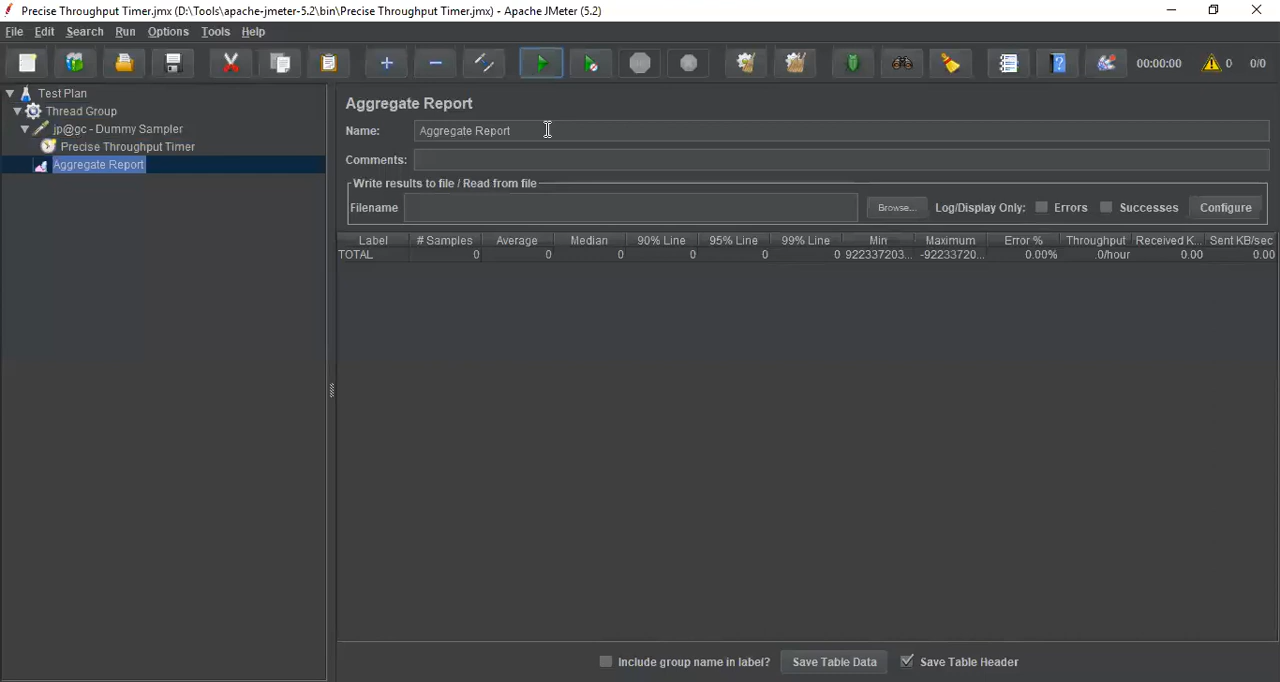 Precise Throughput Timer.jmx (D:\Tools\apache-jmeter-5.2\bin\Precise Throughput Timer.jmx) - Apache JMeter (5.2)
File Edit Search Run Options Tools Help
00:00:00 0 0/0
Test Plan
Thread Group
jp@gc - Dummy Sampler
Precise Throughput Timer
Aggregate Report
Aggregate Report
Name: Aggregate Report
Comments:
Write results to file / Read from file
Filename Browse... Log/Display Only: Errors Successes Configure
Label # Samples Average Median 90% Line 95% Line 99% Line Min Maximum Error % Throughput Received K... Sent KB/sec
TOTAL 0 0 0 0 0 0 922337203... -92233720... 0.00% .0/hour 0.00 0.00
Include group name in label? Save Table Data Save Table Header